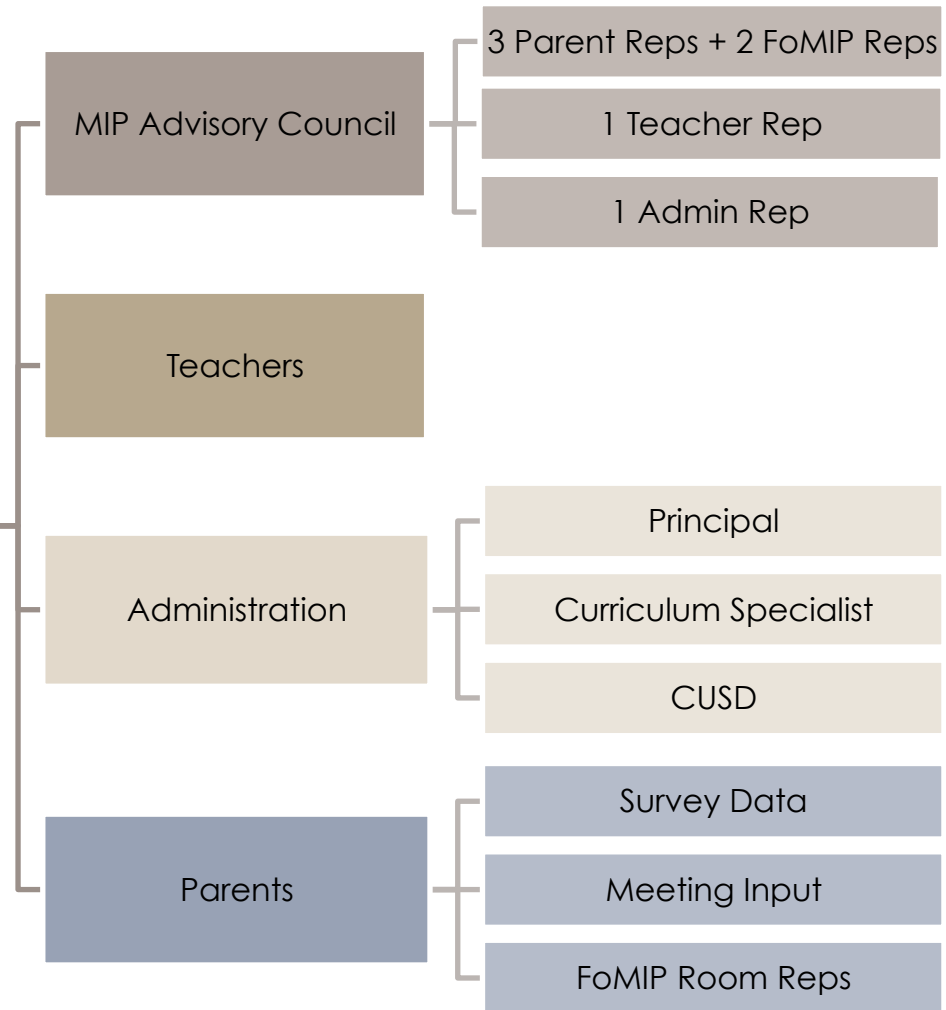 MIP Advisory Council
3 Parent Reps + 2 FoMIP Reps
1 Teacher Rep
1 Admin Rep
Teachers
Administration
Principal
Curriculum Specialist
CUSD
Parents
Survey Data
Meeting Input
FoMIP Room Reps